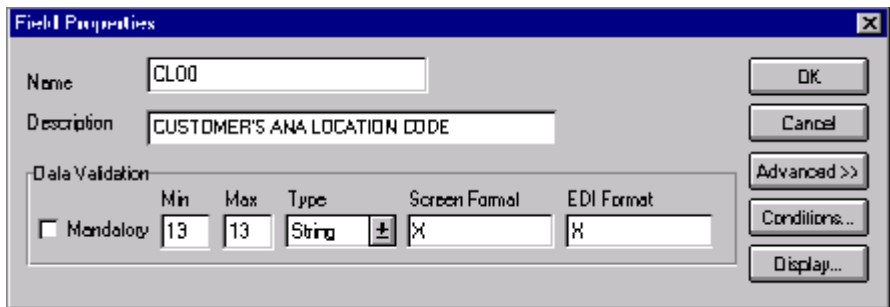 Field Properties
Name CLOO OK
Description CUSTOMER'S ANA LOCATION CODE Cancel
Data Validation Advanced >>
Min Max Type Screen Format EDI Format
Mandatory 13 13 String X X Conditions...
Display...